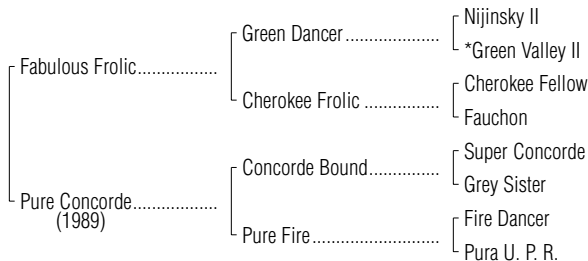 Nijinsky II
Green Dancer.......................
*Green Valley II
Fabulous Frolic.................
Cherokee Fellow
Cherokee Frolic ..................
Fauchon
Super Concorde
Concorde Bound.................
Grey Sister
Pure Concorde....................
(1989)
Fire Dancer
Pure Fire..............................
Pura U. P. R.